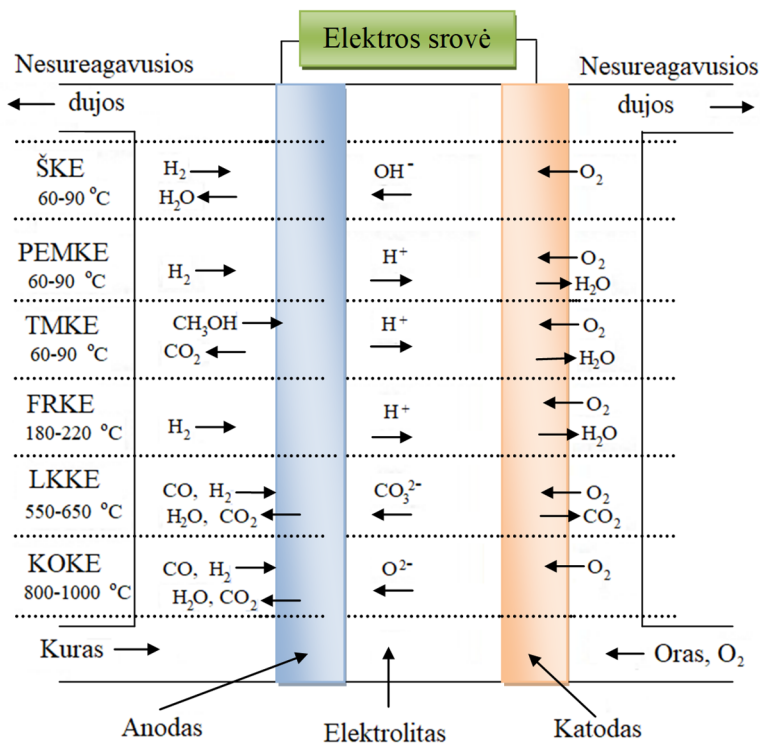 Elektros srovė
Nesureagavusios
dujos
Nesureagavusios
dujos
ŠKE
60-90 °C
H₂
H₂O
OH⁻
O₂
PEMKE
60-90 °C
H₂
H⁺
O₂
H₂O
TMKE
60-90 °C
CH₃OH
CO₂
H⁺
O₂
H₂O
FRKE
180-220 °C
H₂
H⁺
O₂
H₂O
LKKE
550-650 °C
CO, H₂
H₂O, CO₂
CO₃²⁻
O₂
CO₂
KOKE
800-1000 °C
CO, H₂
H₂O, CO₂
O²⁻
O₂
Kuras
Oras, O₂
Anodas
Elektrolitas
Katodas